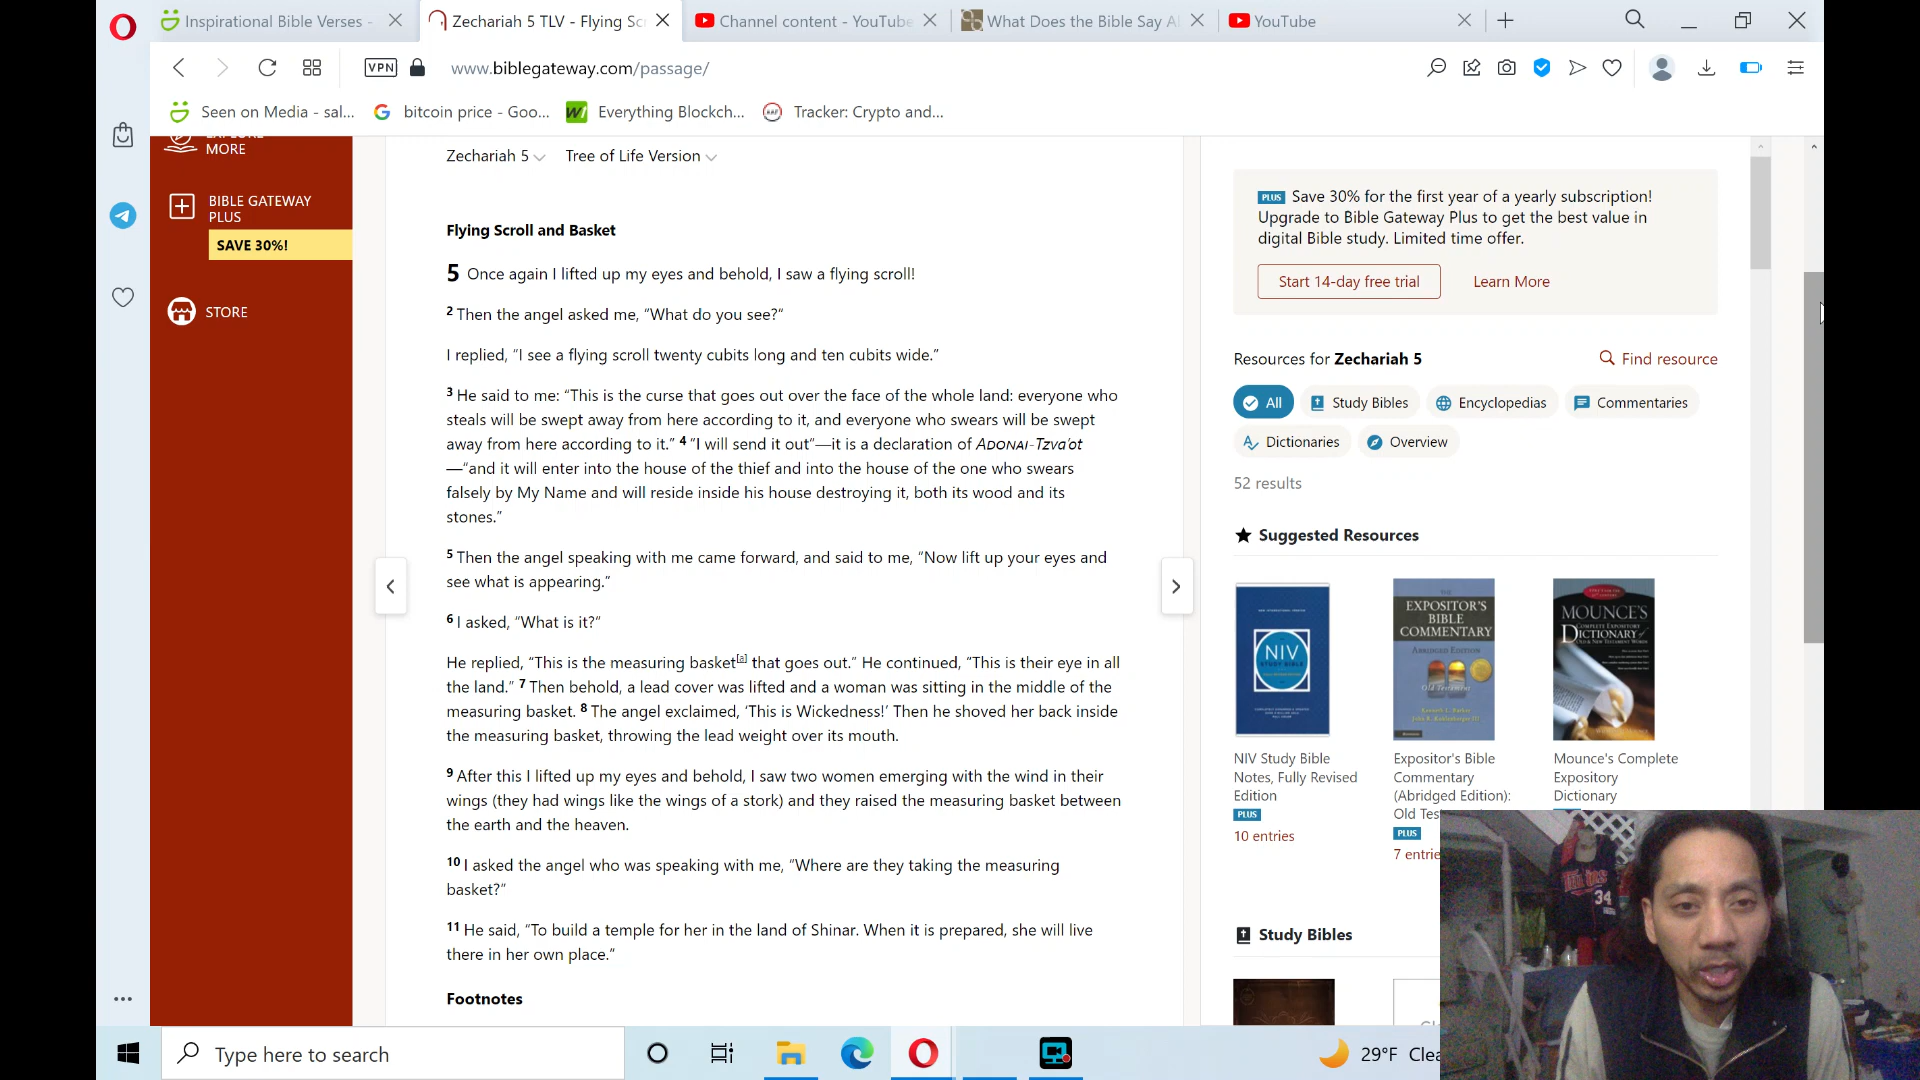 Inspirational Bible Verses -
Zechariah 5 TLV - Flying Sc
Channel content - YouTube
What Does the Bible Say Al
YouTube
VPN
www.biblegateway.com/passage/
Seen on Media - sal...
bitcoin price - Goo...
Everything Blockch...
Tracker: Crypto and...
EXPLORE
MORE
BIBLE GATEWAY
PLUS
SAVE 30%!
STORE
Zechariah 5
Tree of Life Version
Flying Scroll and Basket
5 Once again I lifted up my eyes and behold, I saw a flying scroll!
2 Then the angel asked me, “What do you see?“
I replied, “I see a flying scroll twenty cubits long and ten cubits wide.”
3 He said to me: “This is the curse that goes out over the face of the whole land: everyone who
steals will be swept away from here according to it, and everyone who swears will be swept
away from here according to it.” 4 “I will send it out“—it is a declaration of ADONAI-Tzva’ot
—“and it will enter into the house of the thief and into the house of the one who swears
falsely by My Name and will reside inside his house destroying it, both its wood and its
stones.”
5 Then the angel speaking with me came forward, and said to me, “Now lift up your eyes and
see what is appearing.”
6 I asked, “What is it?”
He replied, “This is the measuring basket[a] that goes out.” He continued, “This is their eye in all
the land.” 7 Then behold, a lead cover was lifted and a woman was sitting in the middle of the
measuring basket. 8 The angel exclaimed, ‘This is Wickedness!’ Then he shoved her back inside
the measuring basket, throwing the lead weight over its mouth.
9 After this I lifted up my eyes and behold, I saw two women emerging with the wind in their
wings (they had wings like the wings of a stork) and they raised the measuring basket between
the earth and the heaven.
10 I asked the angel who was speaking with me, “Where are they taking the measuring
basket?”
11 He said, “To build a temple for her in the land of Shinar. When it is prepared, she will live
there in her own place.”
Footnotes
PLUS Save 30% for the first year of a yearly subscription!
Upgrade to Bible Gateway Plus to get the best value in
digital Bible study. Limited time offer.
Start 14-day free trial
Learn More
Resources for Zechariah 5
Find resource
All
Study Bibles
Encyclopedias
Commentaries
Dictionaries
Overview
52 results
Suggested Resources
NIV
STUDY BIBLE
THE
EXPOSITOR'S
BIBLE
COMMENTARY
ABRIDGED EDITION
Old Testament
MOUNCE'S
COMPLETE EXPOSITORY
DICTIONARY
NIV Study Bible
Notes, Fully Revised
Edition
PLUS
10 entries
Expositor's Bible
Commentary
(Abridged Edition):
Old Tes
PLUS
7 entrie
Mounce's Complete
Expository
Dictionary
Study Bibles
Twins
34
Type here to search
29°F Clea